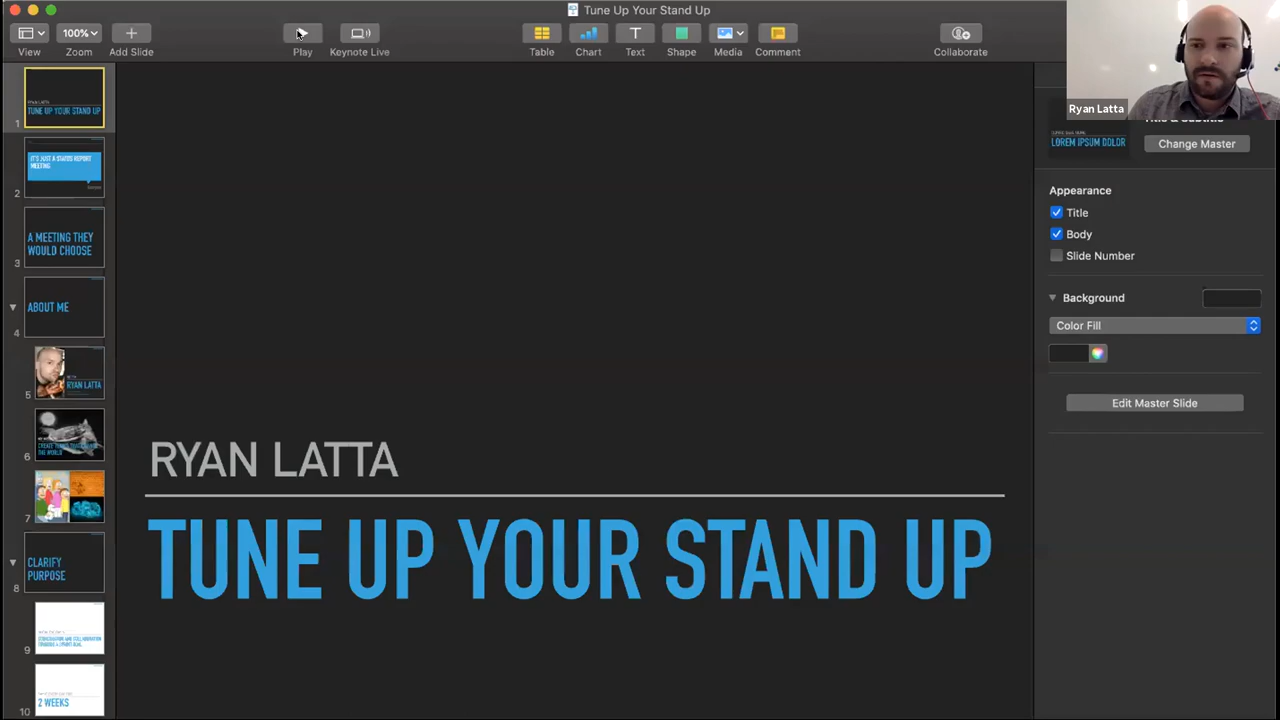 Tune Up Your Stand Up
100%
View
Zoom
Add Slide
Play
Keynote Live
Table
Chart
Text
Shape
Media
Comment
Collaborate
Ryan Latta
RYAN LATTA
TUNE UP YOUR STAND UP
1
IT'S JUST A STATUS REPORT
MEETING
2
A MEETING THEY
WOULD CHOOSE
3
ABOUT ME
4
RYAN LATTA
5
6
7
CLARIFY
PURPOSE
8
9
2 WEEKS
10
RYAN LATTA
TUNE UP YOUR STAND UP
Title & Subtitle
LOREM IPSUM DOLOR
Change Master
Appearance
Title
Body
Slide Number
Background
Color Fill
Edit Master Slide